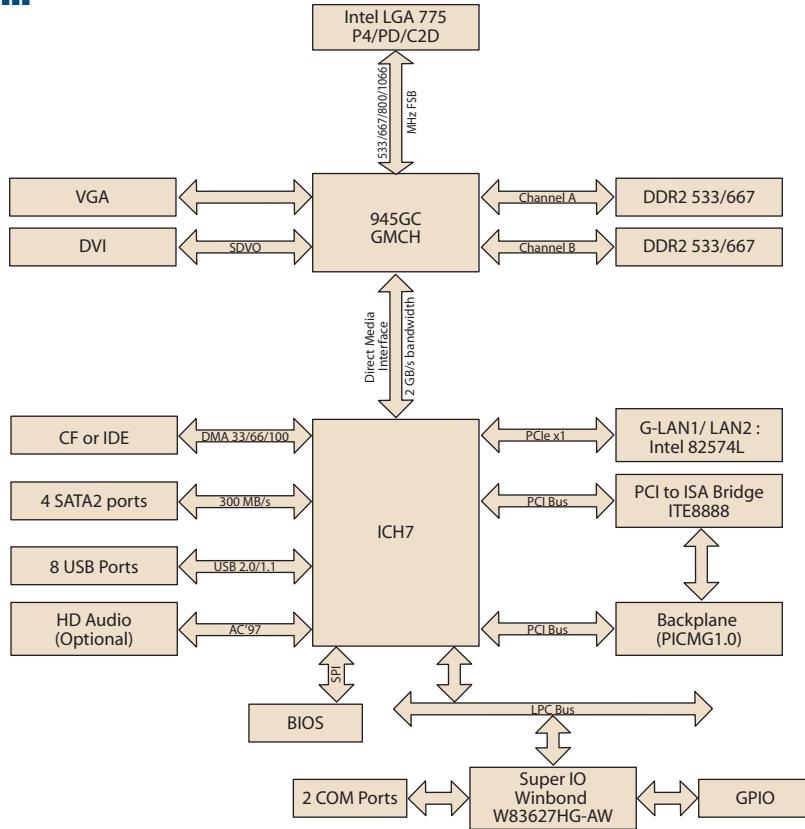 Intel LGA 775
P4/PD/C2D
533/667/800/1066
MHz FSB
VGA
945GC
GMCH
Channel A
DDR2 533/667
DVI
SDVO
Channel B
DDR2 533/667
Direct Media
Interface
2 GB/s bandwidth
CF or IDE
DMA 33/66/100
PCIe x1
G-LAN1/ LAN2 :
Intel 82574L
4 SATA2 ports
300 MB/s
ICH7
PCI Bus
PCI to ISA Bridge
ITE8888
8 USB Ports
USB 2.0/1.1
HD Audio
(Optional)
AC'97
PCI Bus
Backplane
(PICMG1.0)
SPI
BIOS
LPC Bus
2 COM Ports
Super IO
Winbond
W83627HG-AW
GPIO